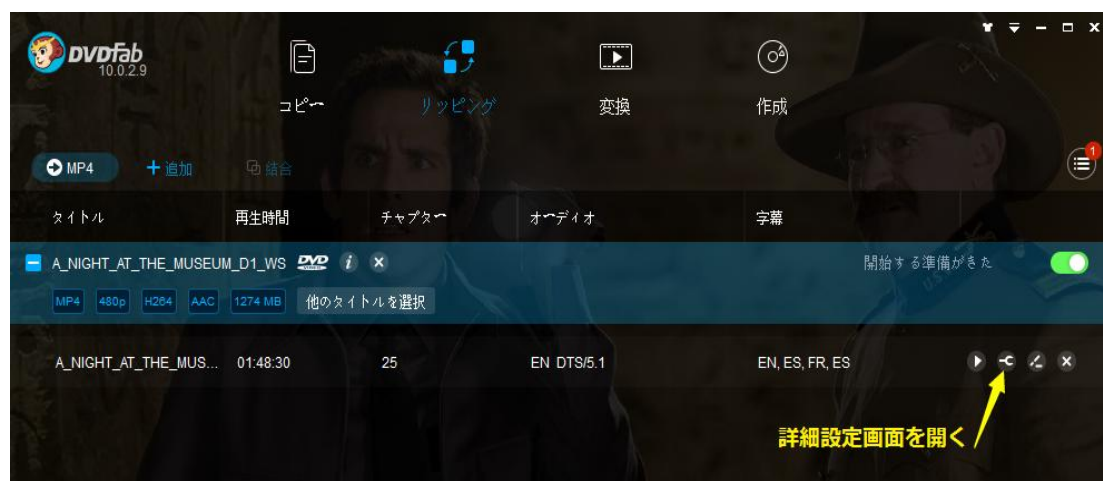 DVDFab
10.0.2.9
コピー リッピング 変換 作成
MP4 追加 結合 1
タイトル 再生時間 チャプター オーディオ 字幕
A_NIGHT_AT_THE_MUSEUM_D1_WS DVD i 開始する準備がきた
MP4 480p H264 AAC 1274 MB 他のタイトルを選択
A_NIGHT_AT_THE_MUS... 01:48:30 25 EN DTS/5.1 EN, ES, FR, ES
詳細設定画面を開く